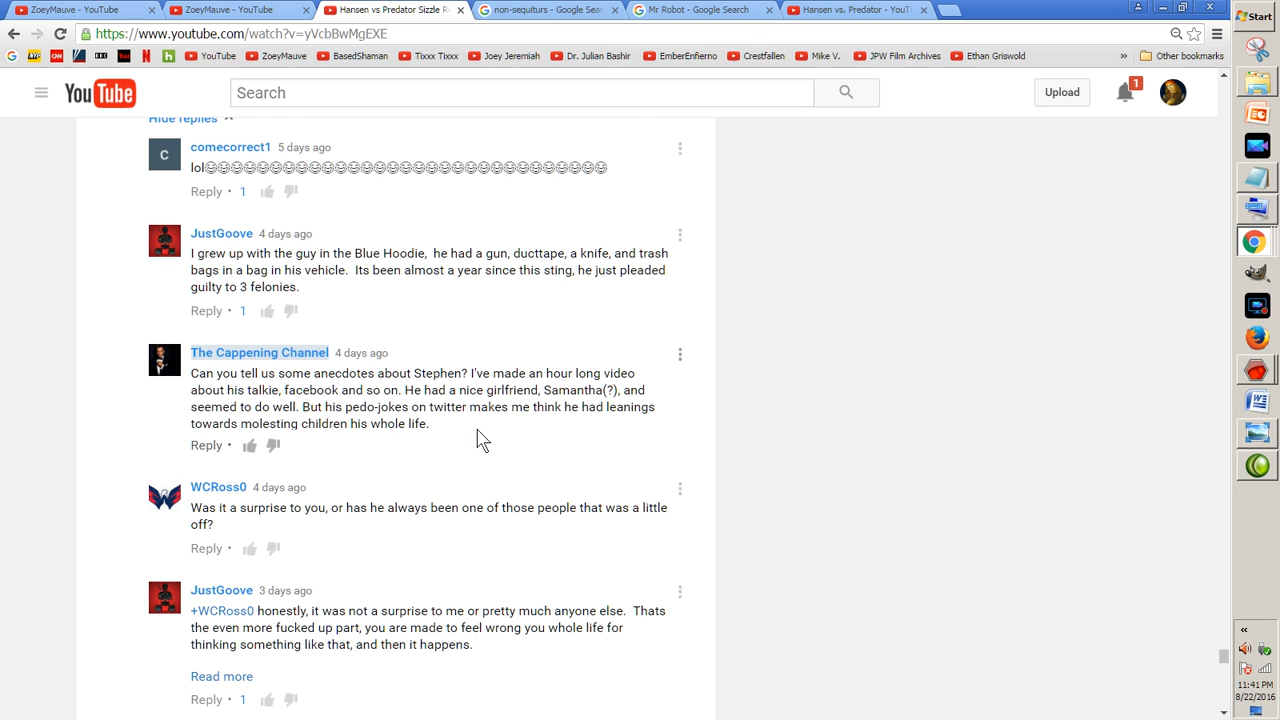 ZoeyMauve - YouTube
ZoeyMauve - YouTube
Hansen vs Predator Sizzle R
non-sequiturs - Google Sear
Mr Robot - Google Search
Hansen vs. Predator - YouT
https://www.youtube.com/watch?v=yVcbBwMgEXE
YouTube ZoeyMauve BasedShaman Tixxx Tixxx Joey Jeremiah Dr. Julian Bashir EmberEnfierno Crestfallen Mike V. JPW Film Archives Ethan Griswold » Other bookmarks
Start
YouTube
Search
Upload
1
Hide replies
C
comecorrect1 5 days ago
lol😊😊😊😊😊😊😊😊😊😊😊😊😊😊😊😊😊😊😊😊😊😊😊😊😊😊😊😊😊😊😊
Reply • 1
JustGoove 4 days ago
I grew up with the guy in the Blue Hoodie, he had a gun, ducttape, a knife, and trash
bags in a bag in his vehicle. Its been almost a year since this sting, he just pleaded
guilty to 3 felonies.
Reply • 1
The Cappening Channel 4 days ago
Can you tell us some anecdotes about Stephen? I've made an hour long video
about his talkie, facebook and so on. He had a nice girlfriend, Samantha(?), and
seemed to do well. But his pedo-jokes on twitter makes me think he had leanings
towards molesting children his whole life.
Reply •
WCRoss0 4 days ago
Was it a surprise to you, or has he always been one of those people that was a little
off?
Reply •
JustGoove 3 days ago
+WCRoss0 honestly, it was not a surprise to me or pretty much anyone else. Thats
the even more fucked up part, you are made to feel wrong you whole life for
thinking something like that, and then it happens.
Read more
Reply • 1
«
11:41 PM
8/22/2016